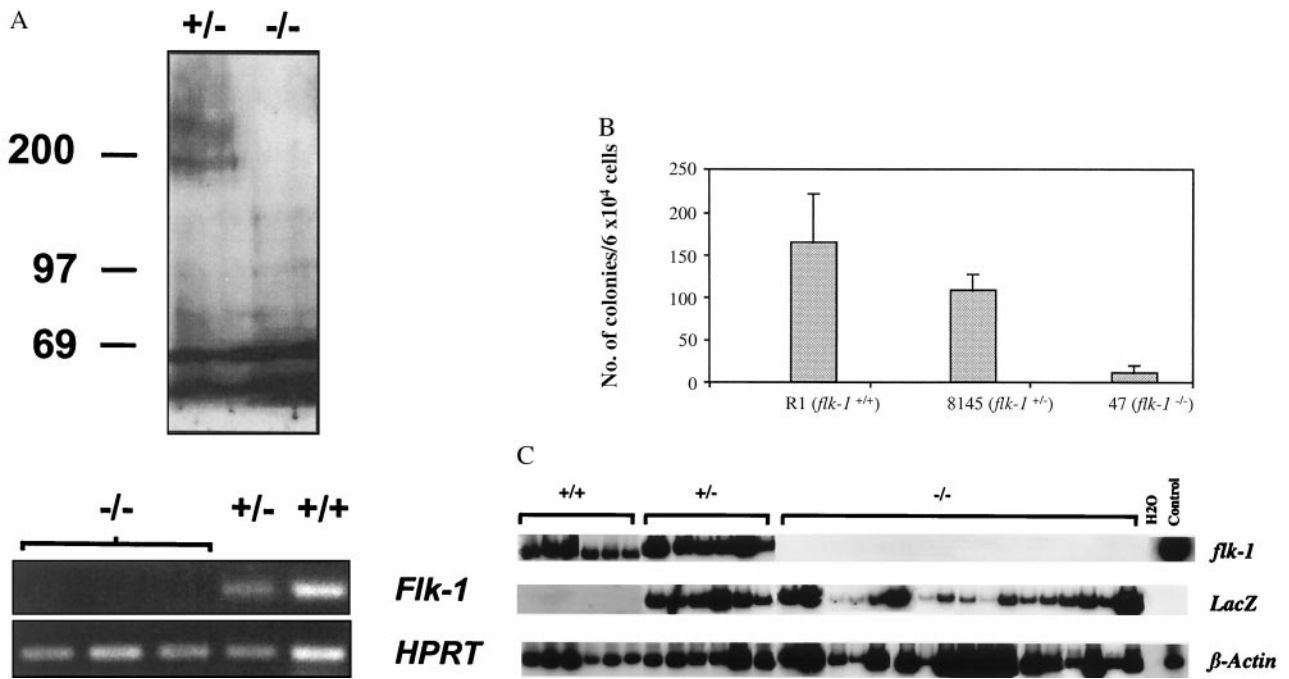 A
+/- -/-
200
97
69
-/- +/- +/+
Flk-1
HPRT
B
No. of colonies/6 x10⁴ cells
250
200
150
100
50
0
R1 (flk-1 +/+) 8145 (flk-1 +/-) 47 (flk-1 -/-)
C
+/+ +/- -/- H2O Control
flk-1
LacZ
ß-Actin